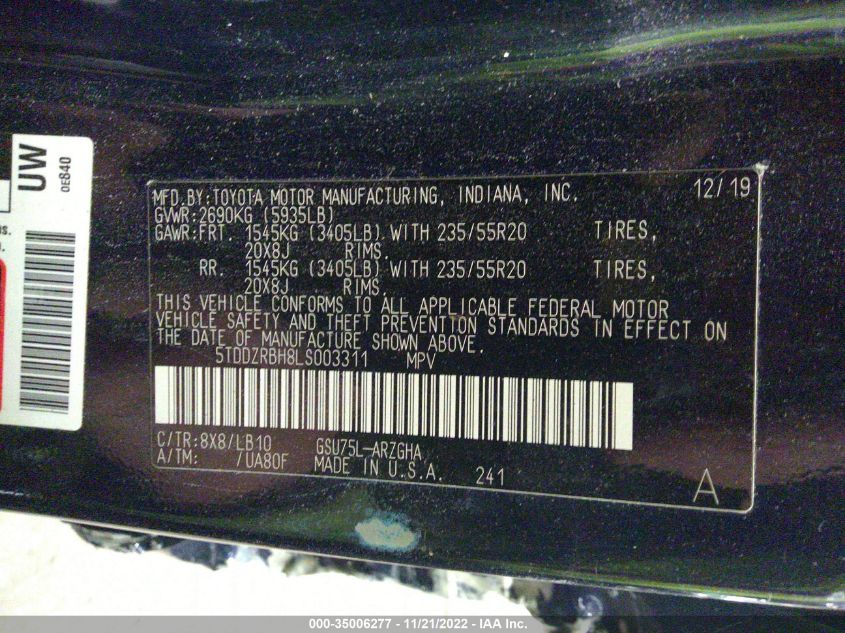 UW
0E840
is.
n.
MFD.BY:TOYOTA MOTOR MANUFACTURING, INDIANA, INC. 12/19
GVWR:2690KG (5935LB)
GAWR:FRT. 1545KG (3405LB) WITH 235/55R20 TIRES,
20X8J RIMS.
RR. 1545KG (3405LB) WITH 235/55R20 TIRES,
20X8J RIMS.
THIS VEHICLE CONFORMS TO ALL APPLICABLE FEDERAL MOTOR
VEHICLE SAFETY AND THEFT PREVENTION STANDARDS IN EFFECT ON
THE DATE OF MANUFACTURE SHOWN ABOVE.
5TDDZRBH8LS003311 MPV
C/TR:8X8/LB10 GSU75L-ARZGHA
A/TM: /UA80F MADE IN U.S.A. 241
A
000-35006277 - 11/21/2022 - IAA Inc.